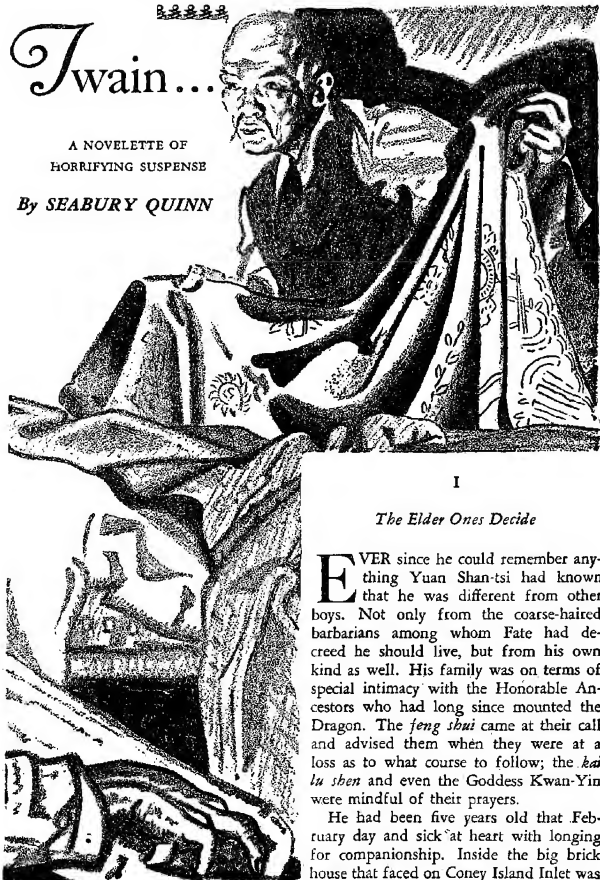 Twain...
A NOVELETTE OF
HORRIFYING SUSPENSE
By SEABURY QUINN
I
The Elder Ones Decide
EVER since he could remember any-
thing Yuan Shan-tsi had known
that he was different from other
boys. Not only from the coarse-haired
barbarians among whom Fate had de-
creed he should live, but from his own
kind as well. His family was on terms of
special intimacy with the Honorable An-
cestors who had long since mounted the
Dragon. The feng shui came at their call
and advised them when they were at a
loss as to what course to follow; the kai
lu shen and even the Goddess Kwan-Yin
were mindful of their prayers.
He had been five years old that Feb-
ruary day and sick at heart with longing
for companionship. Inside the big brick
house that faced on Coney Island Inlet was